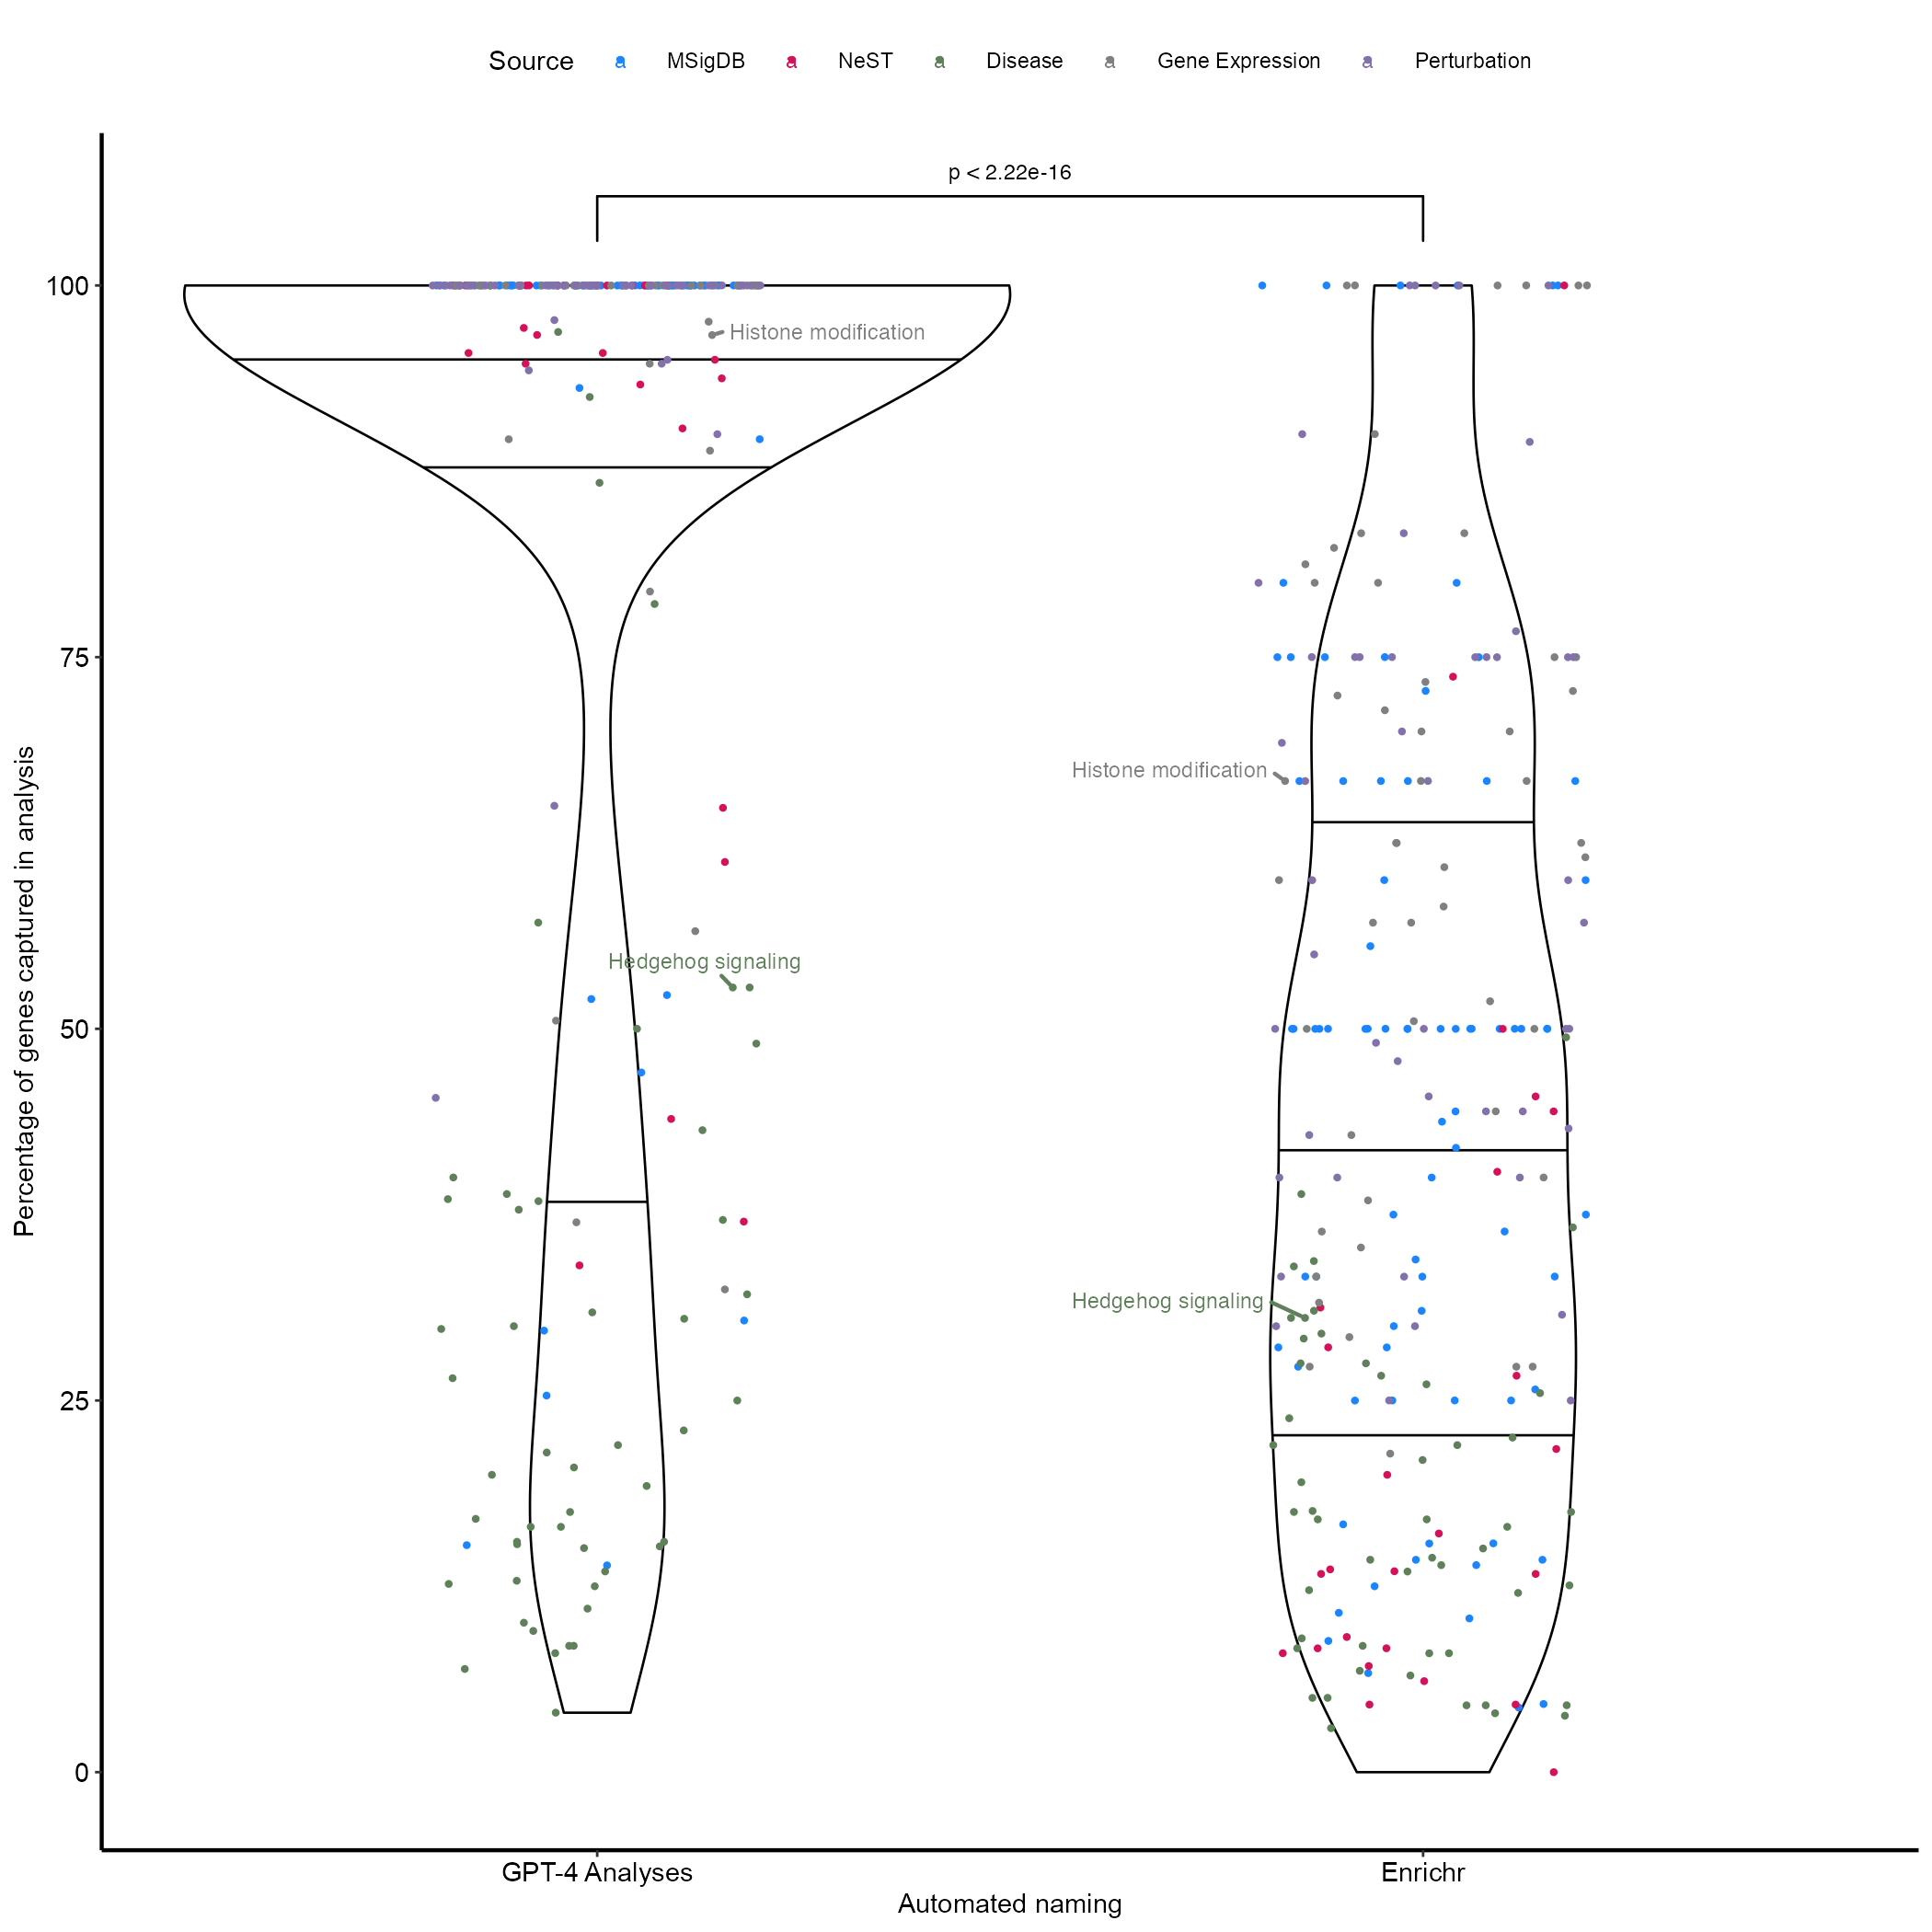 Source a MSigDB a NeST a Disease a Gene Expression a Perturbation
p < 2.22e-16
100
Histone modification
75
Histone modification
Hedgehog signaling
50
Hedgehog signaling
25
0
Percentage of genes captured in analysis
GPT-4 Analyses Enrichr
Automated naming